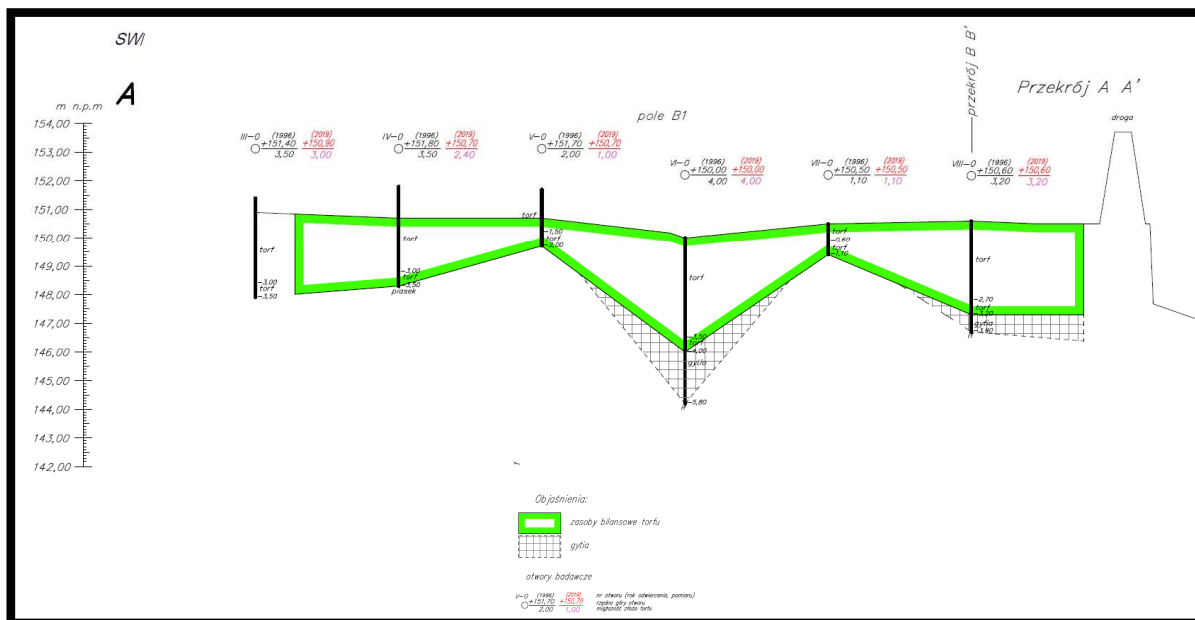 SW
A
m n.p.m
154,00
153,00
152,00
151,00
150,00
149,00
148,00
147,00
146,00
145,00
144,00
143,00
142,00
przekrój B B'
Przekrój A A'
droga
pole B1
III-0 (1996) (2019)
+151,40 +150,90
3,50 3,00
IV-0 (1996) (2019)
+151,80 +150,70
3,50 2,40
V-0 (1996) (2019)
+151,70 +150,70
2,00 1,00
VI-0 (1996) (2019)
+150,00 +150,00
4,00 4,00
VII-0 (1996) (2019)
+150,50 +150,50
1,10 1,10
VIII-0 (1996) (2019)
+150,60 +150,60
3,20 3,20
torf
-3,00
torf
-3,50
torf
-3,00
torf
-3,50
piasek
torf
-1,50
torf
-2,00
torf
-3,50
torf
-4,00
gytia
-5,80
torf
-0,60
torf
-1,10
torf
-2,70
torf
-3,20
gytia
-3,90
Objaśnienia:
zasoby bilansowe torfu
gytia
otwory badawcze
V-0 (1996) (2019) nr otworu (rok odwiercenia, pomiaru)
+151,70 +150,70 rzędna góry otworu
2,00 1,00 miąższość złoża torfu